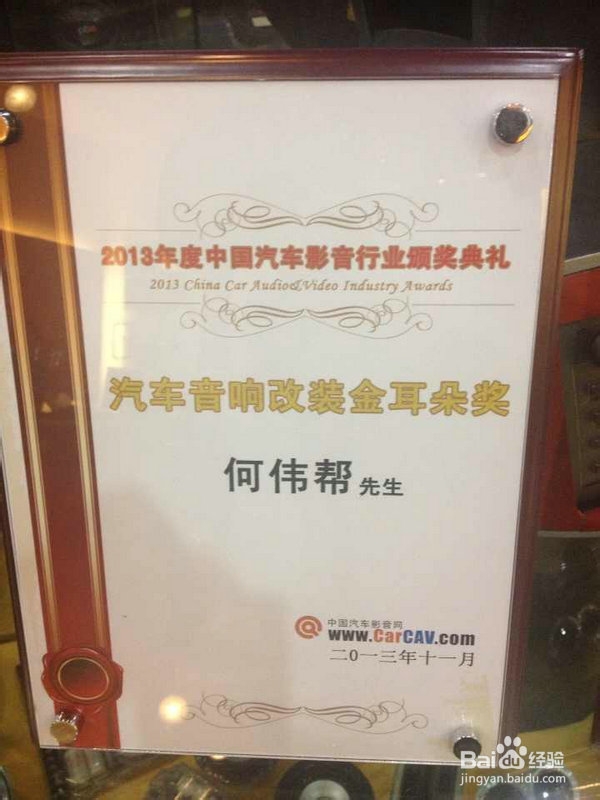 2013年度中国汽车影音行业颁奖典礼
2013 China Car Audio&Video Industry Awards
汽车音响改装金耳朵奖
何伟帮 先生
中国汽车影音网
www.CarCAV.com
二0一三年十一月
Bai du 经验
jingyan.baidu.com